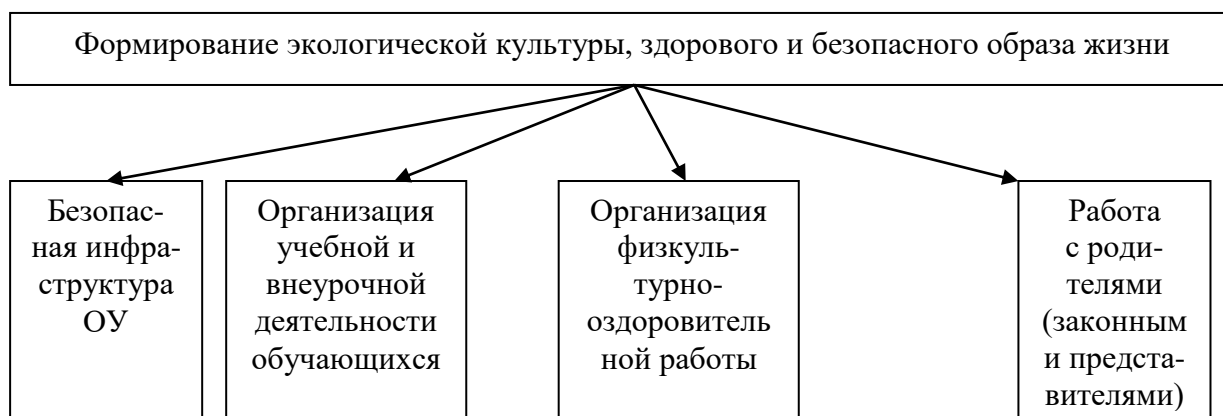 Формирование экологической культуры, здорового и безопасного образа жизни
Безопас-
ная инфра-
структура
ОУ
Организация
учебной и
внеурочной
деятельности
обучающихся
Организация
физкуль-
турно-
оздоровитель
ной работы
Работа
с роди-
телями
(законным
и предста-
вителями)